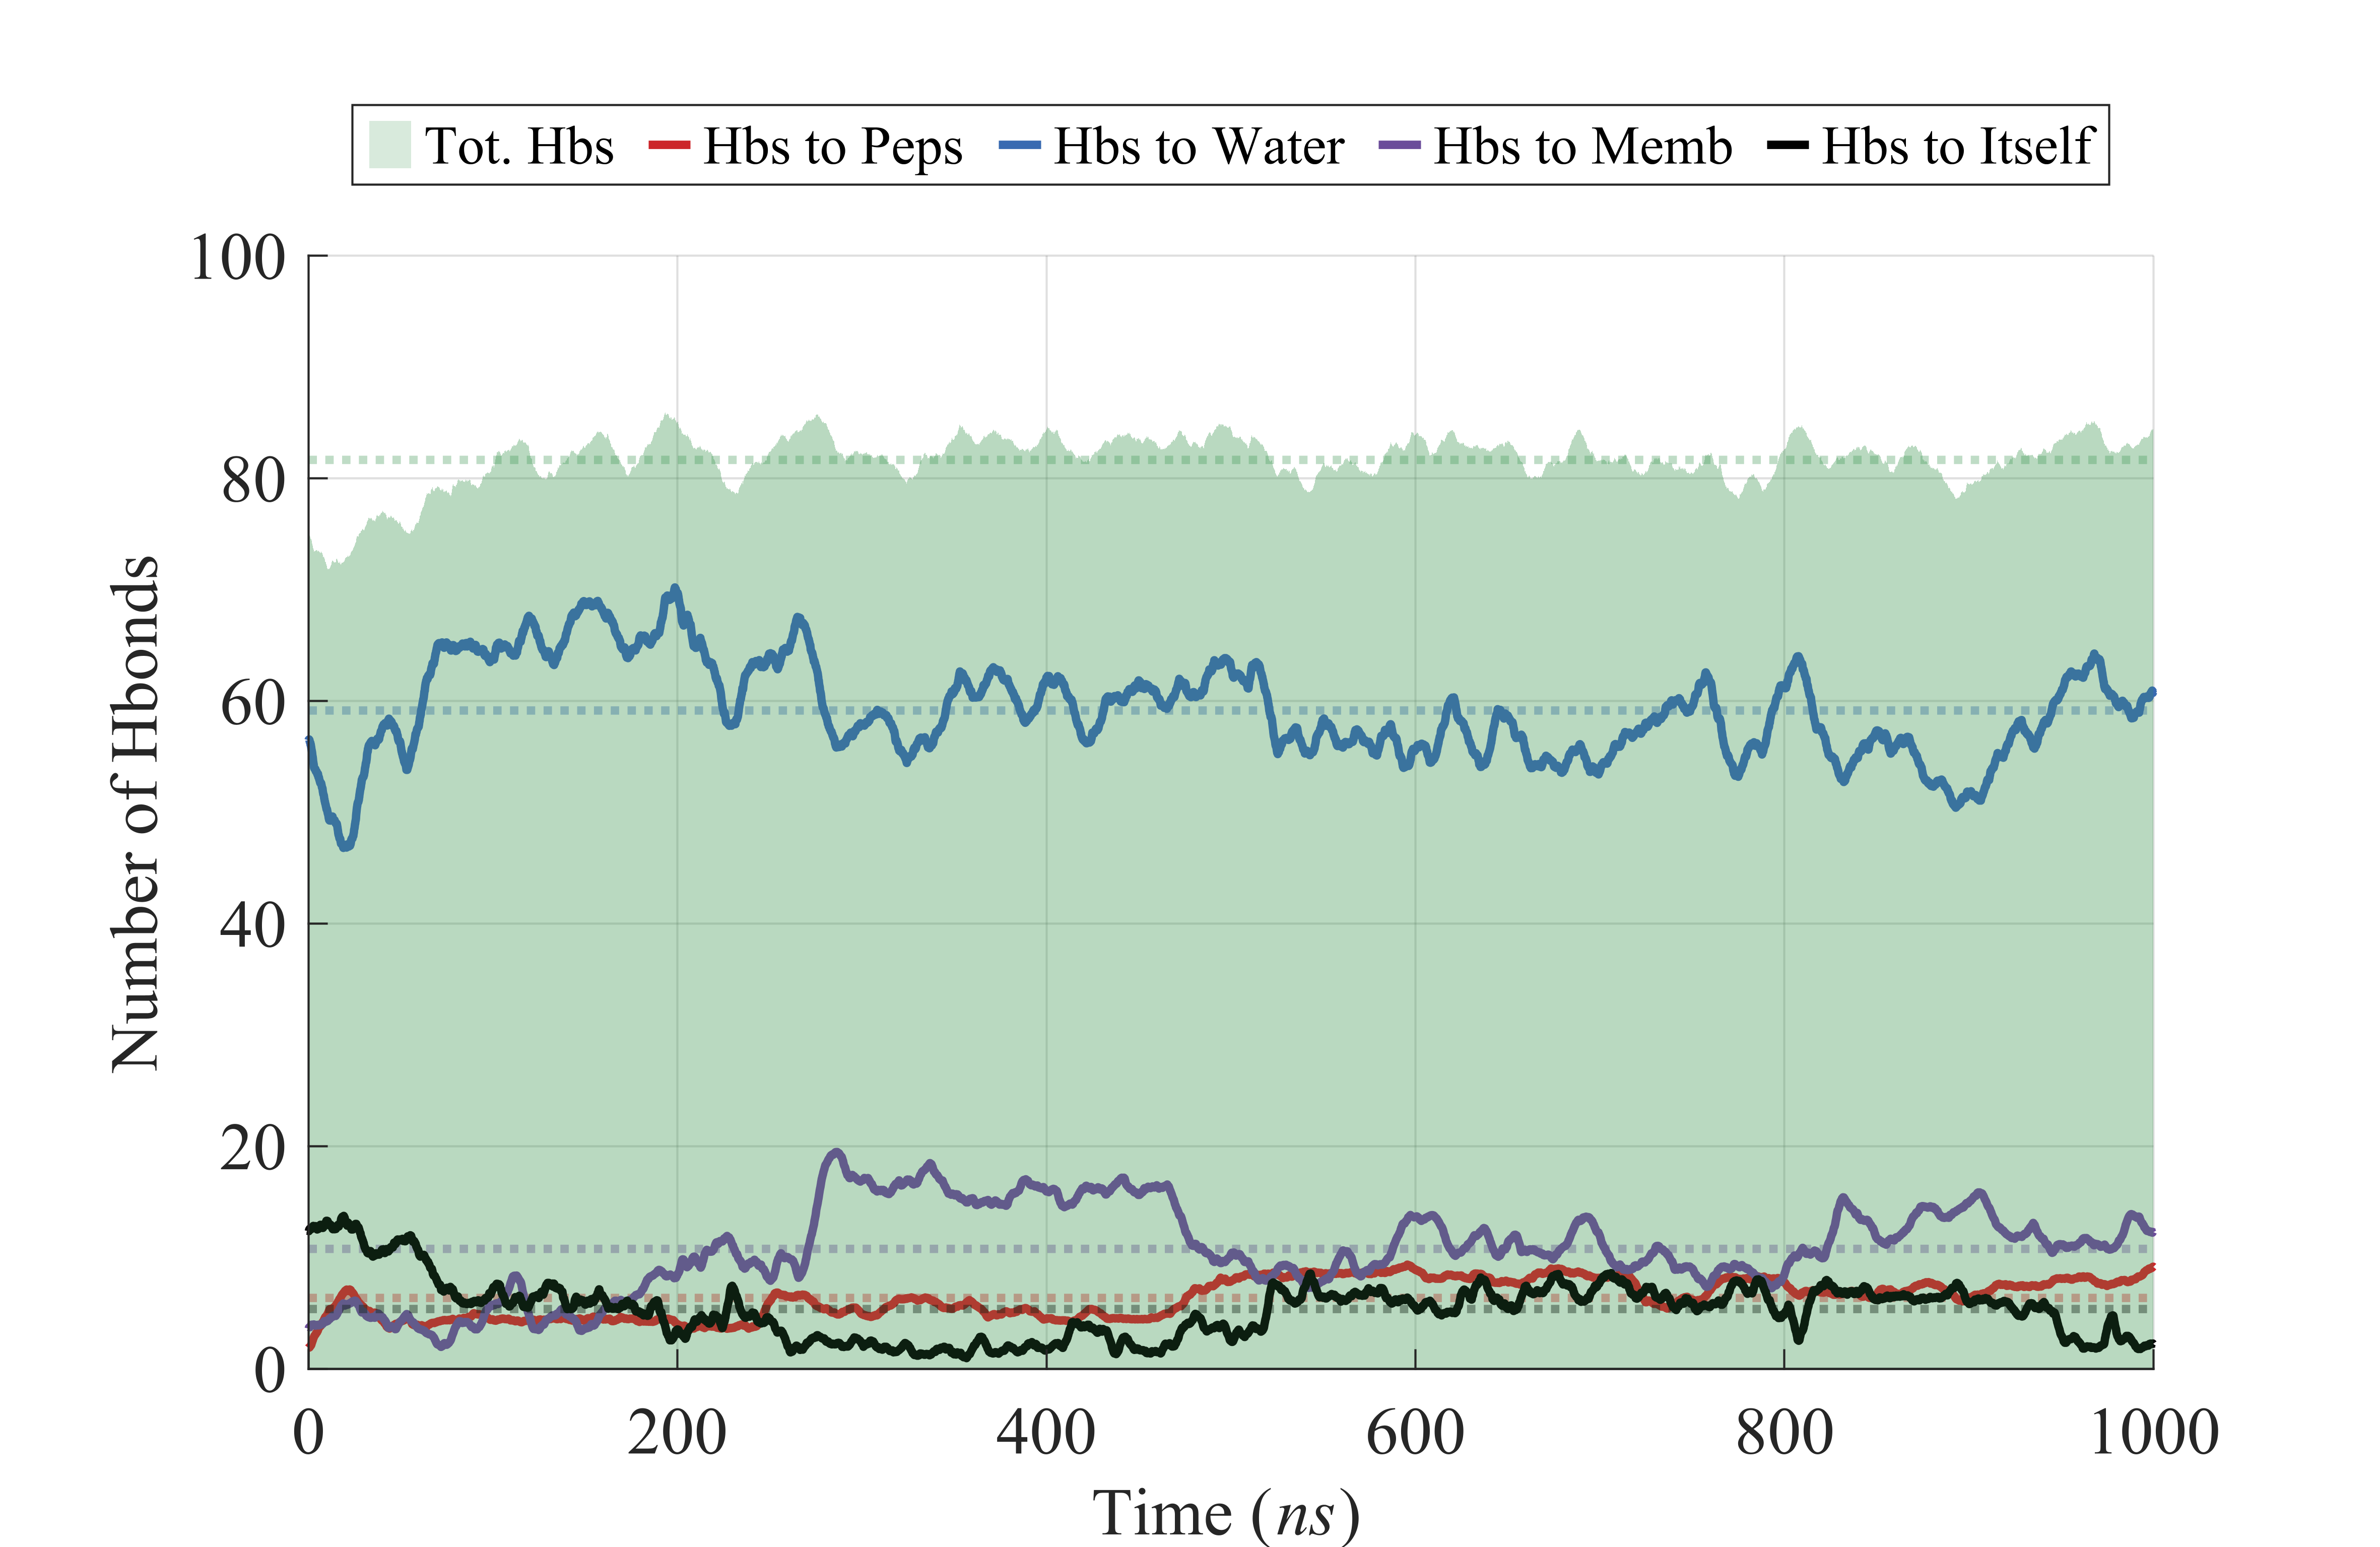 Tot. Hbs Hbs to Peps Hbs to Water Hbs to Memb Hbs to Itself
100
80
60
40
20
0
Number of Hbonds
0 200 400 600 800 1000
Time (ns)